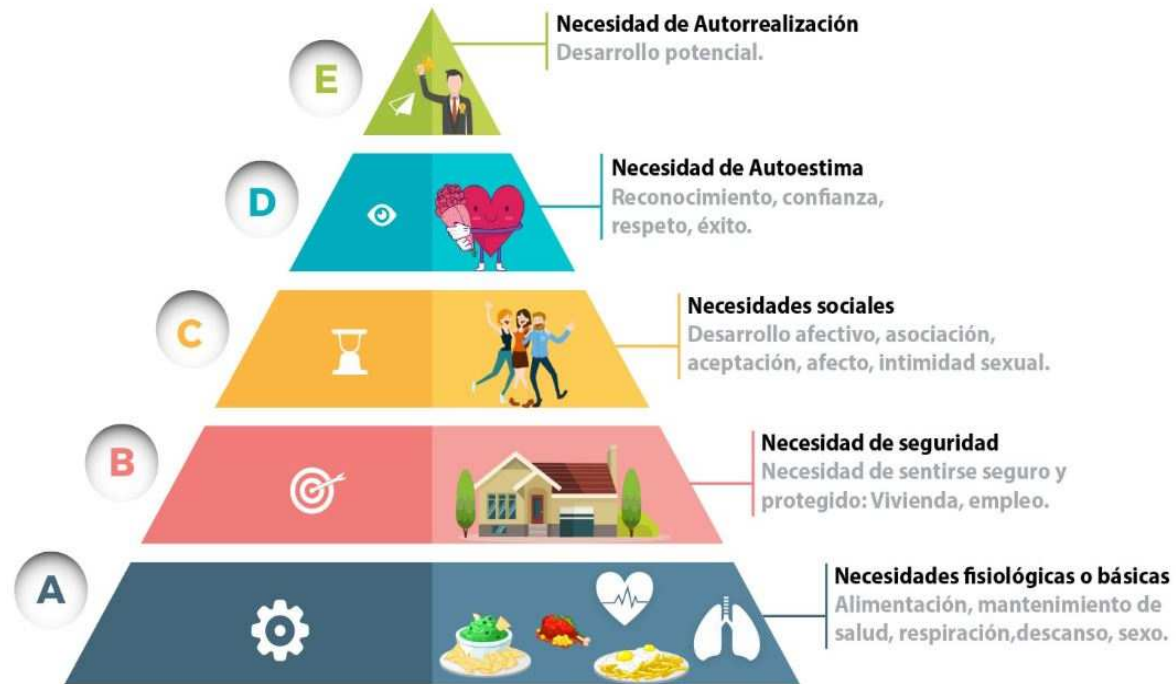 E
Necesidad de Autorrealización
Desarrollo potencial.
D
Necesidad de Autoestima
Reconocimiento, confianza,
respeto, éxito.
C
Necesidades sociales
Desarrollo afectivo, asociación,
aceptación, afecto, intimidad sexual.
B
Necesidad de seguridad
Necesidad de sentirse seguro y
protegido: Vivienda, empleo.
A
Necesidades fisiológicas o básicas
Alimentación, mantenimiento de
salud, respiración,descanso, sexo.